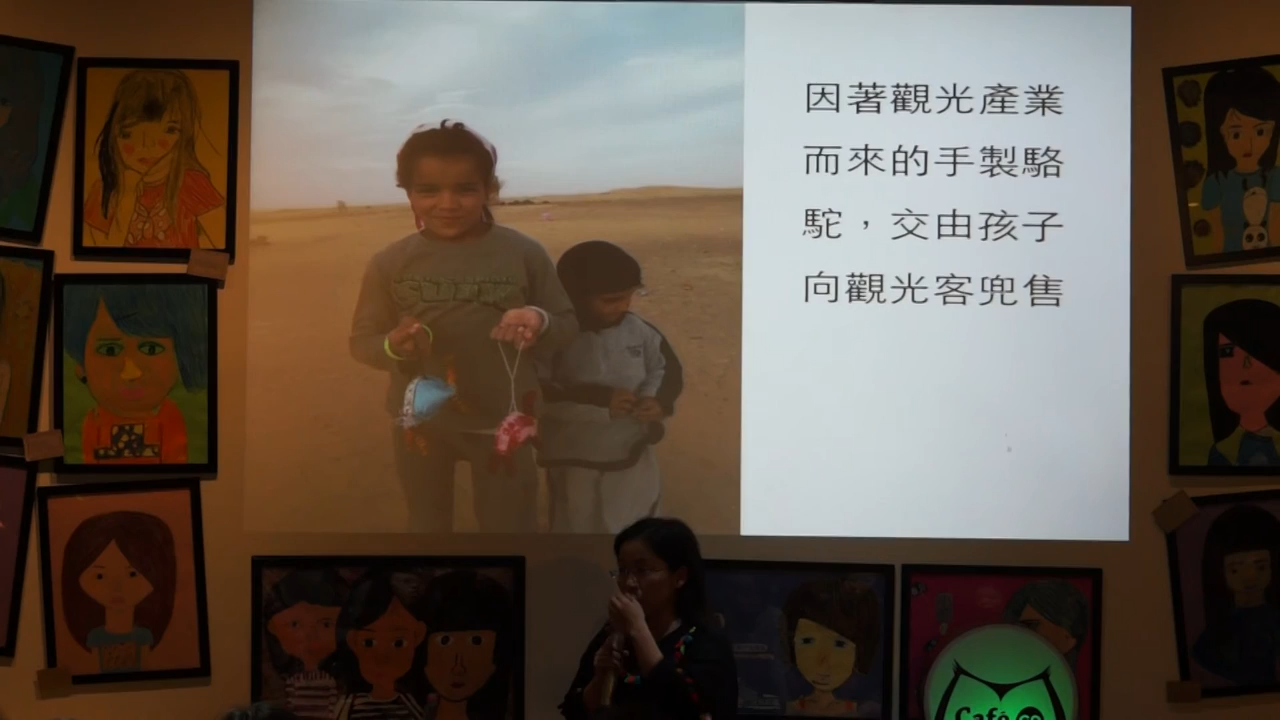 因著觀光產業
而來的手製駱
駝，交由孩子
向觀光客兜售
Café